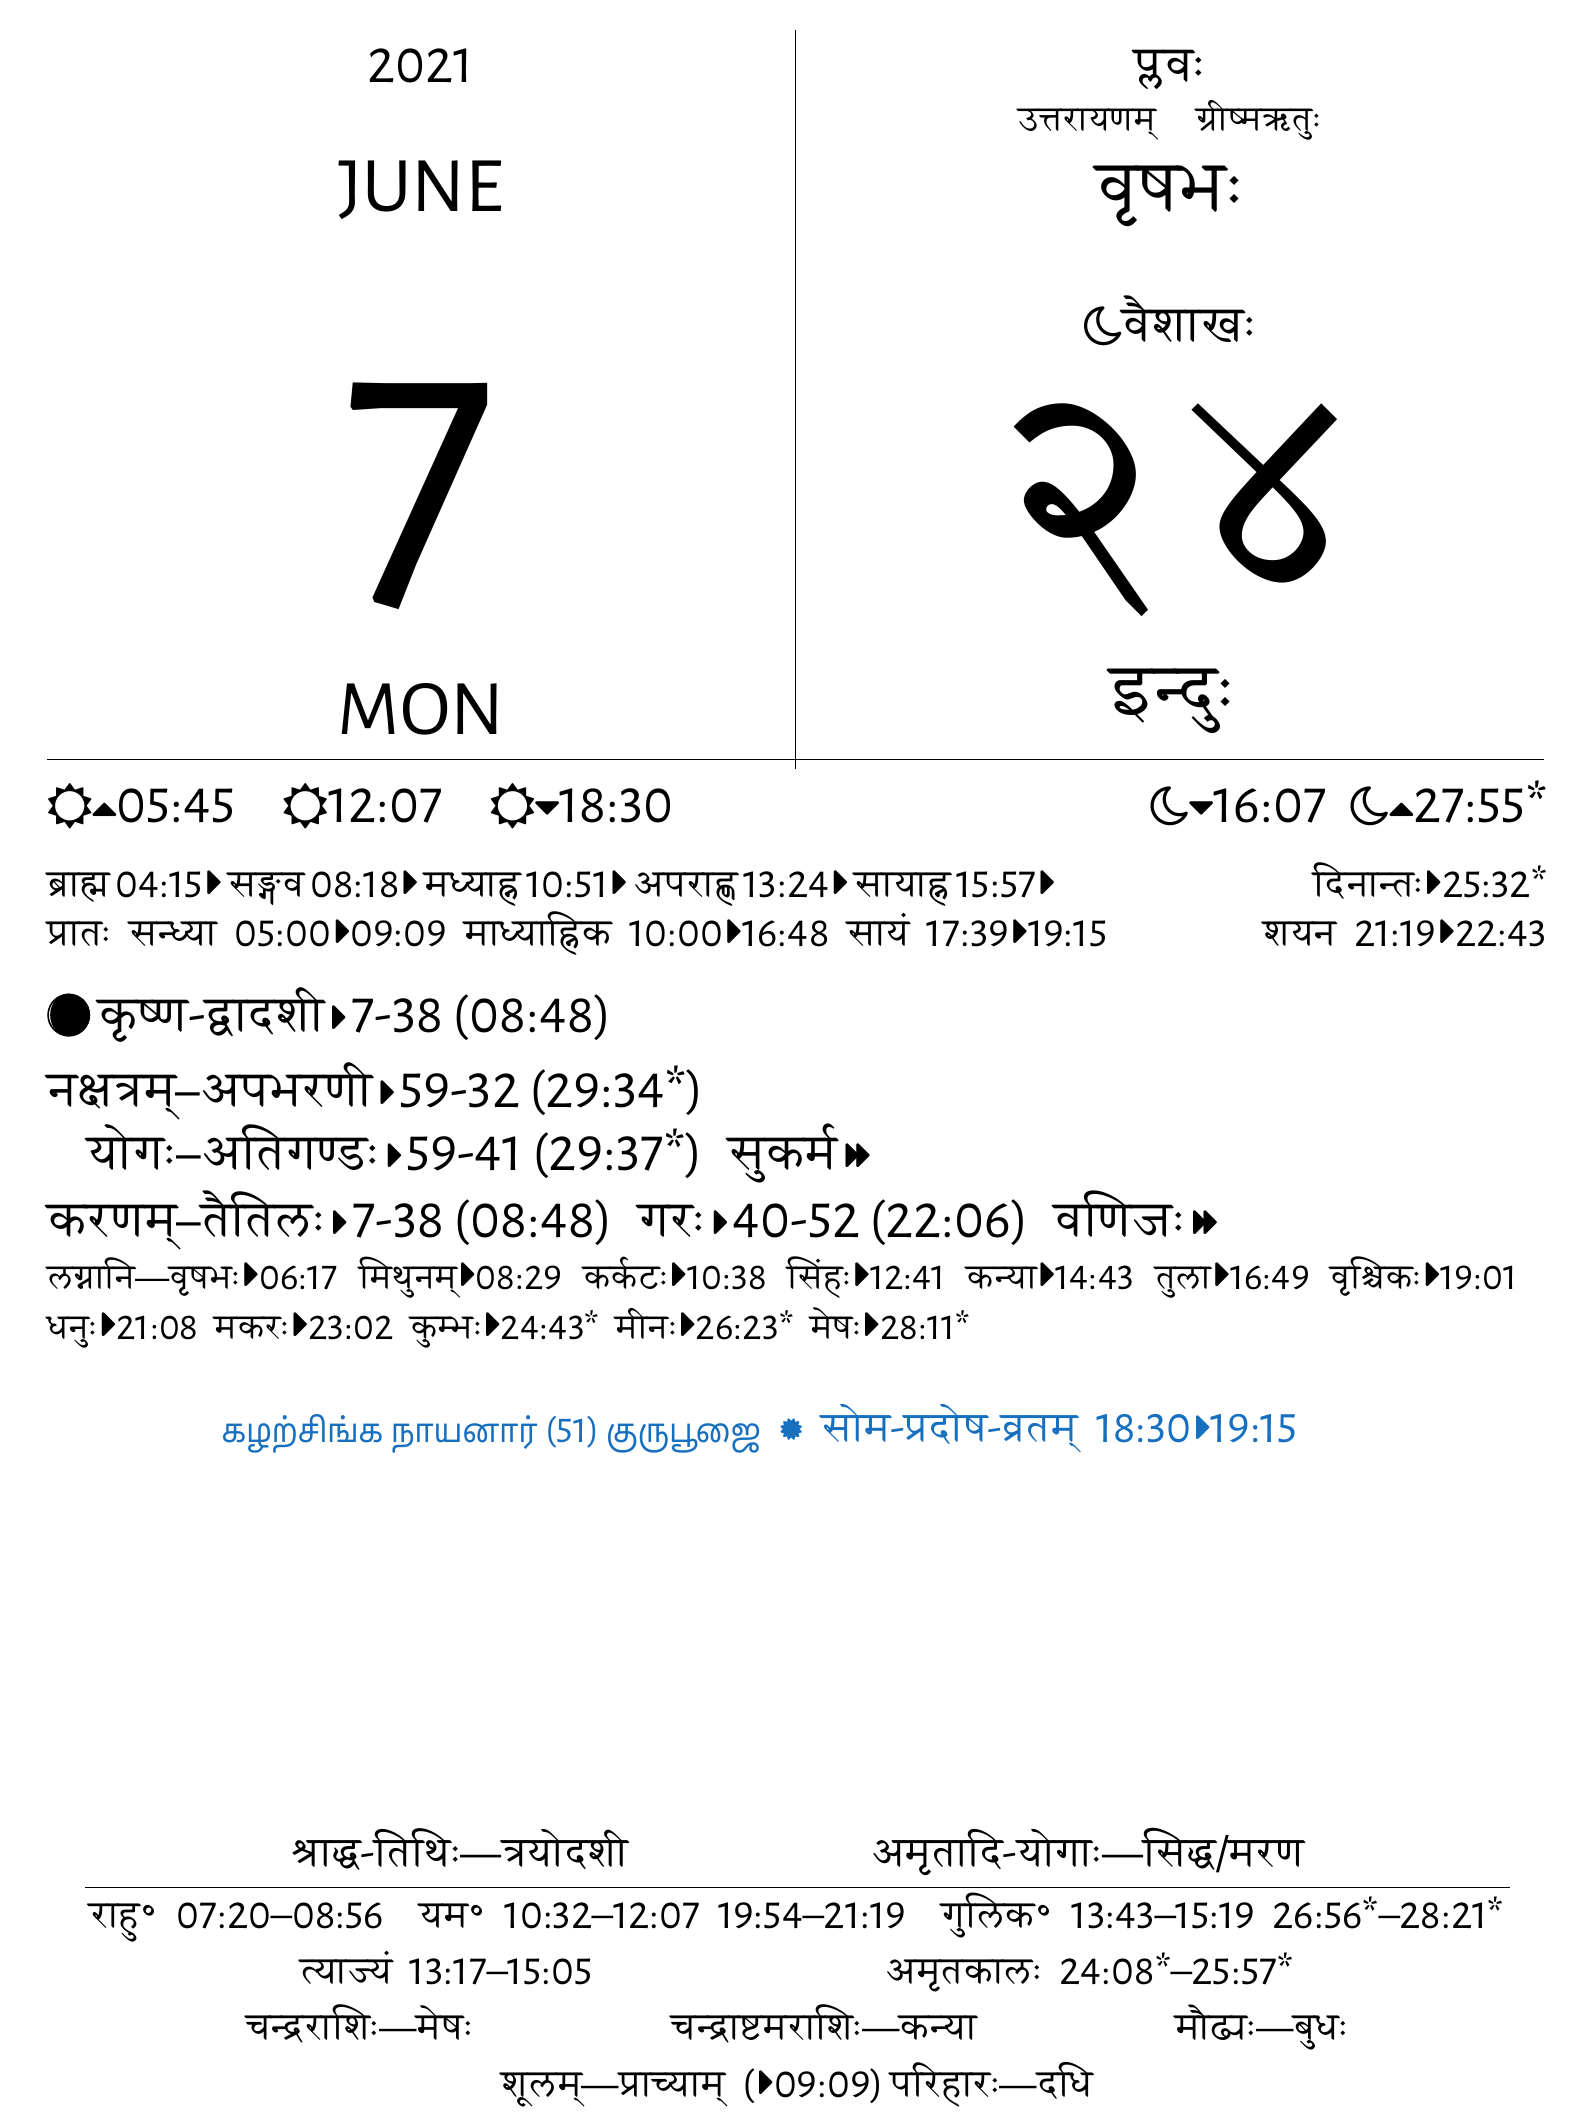 2021
JUNE
7
MON
प्लवः
उत्तरायणम् ग्रीष्मऋतुः
वृषभः
वैशाखः
२४
इन्दुः
05:45 12:07 18:30 16:07 27:55*
ब्राह्म 04:15 सङ्गव 08:18 मध्याह्न 10:51 अपराह्ण 13:24 सायाह्न 15:57 दिनान्तः 25:32*
प्रातः सन्ध्या 05:00 09:09 माध्याह्निक 10:00 16:48 सायं 17:39 19:15 शयन 21:19 22:43
कृष्ण-द्वादशी 7-38 (08:48)
नक्षत्रम्–अपभरणी 59-32 (29:34*)
योगः–अतिगण्डः 59-41 (29:37*) सुकर्म
करणम्–तैतिलः 7-38 (08:48) गरः 40-52 (22:06) वणिजः
लग्नानि—वृषभः 06:17 मिथुनम् 08:29 कर्कटः 10:38 सिंहः 12:41 कन्या 14:43 तुला 16:49 वृश्चिकः 19:01
धनुः 21:08 मकरः 23:02 कुम्भः 24:43* मीनः 26:23* मेषः 28:11*
கழற்சிங்க நாயனார் (51) குருபூஜை सोम-प्रदोष-व्रतम् 18:30 19:15
श्राद्ध-तिथिः—त्रयोदशी अमृतादि-योगाः—सिद्ध/मरण
राहु॰ 07:20–08:56 यम॰ 10:32–12:07 19:54–21:19 गुलिक॰ 13:43–15:19 26:56*–28:21*
त्याज्यं 13:17–15:05 अमृतकालः 24:08*–25:57*
चन्द्रराशिः—मेषः चन्द्राष्टमराशिः—कन्या मौढ्यः—बुधः
शूलम्—प्राच्याम् (09:09) परिहारः—दधि